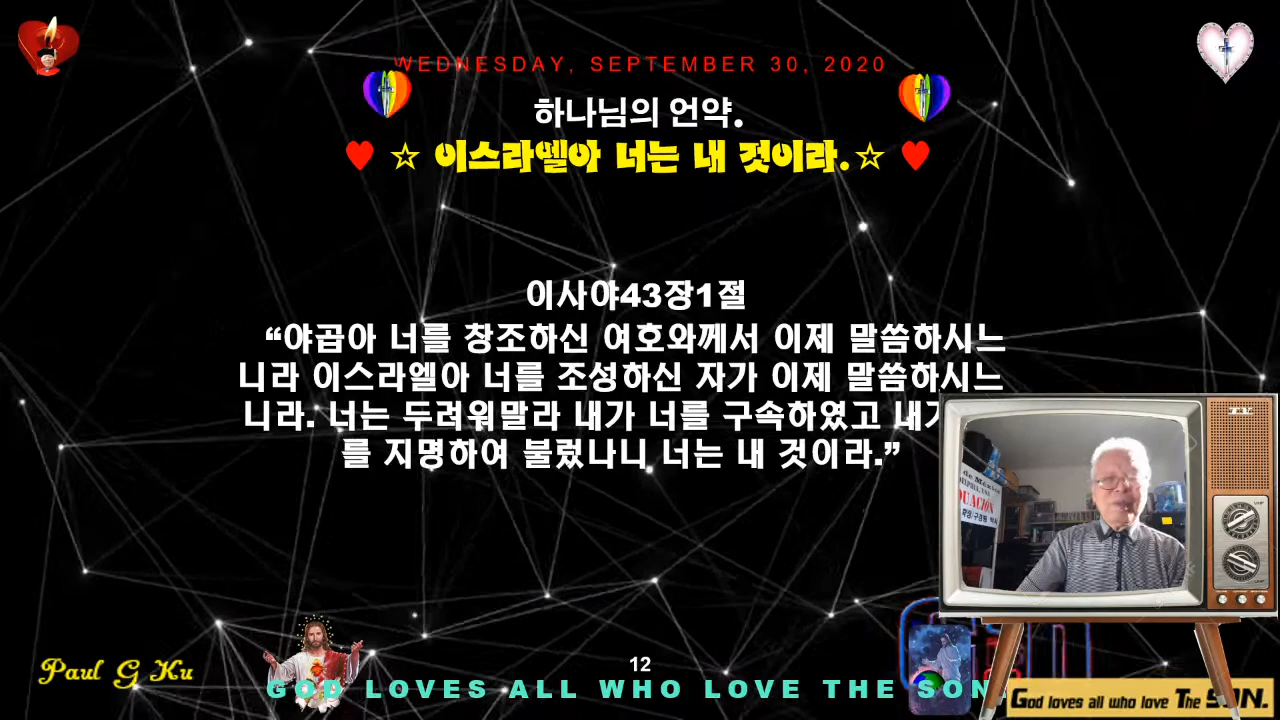 WEDNESDAY, SEPTEMBER 30, 2020
하나님의 언약.
♥ ☆ 이스라엘아 너는 내 것이라.☆ ♥
이사야43장1절
“야곱아 너를 창조하신 여호와께서 이제 말씀하시느
니라 이스라엘아 너를 조성하신 자가 이제 말씀하시느
니라. 너는 두려워말라 내가 너를 구속하였고 내가
를 지명하여 불렀나니 너는 내 것이라.”
de México
UACIÓN
Paul G Ku
12
GOD LOVES ALL WHO LOVE THE SON.
God loves all who love The SON.